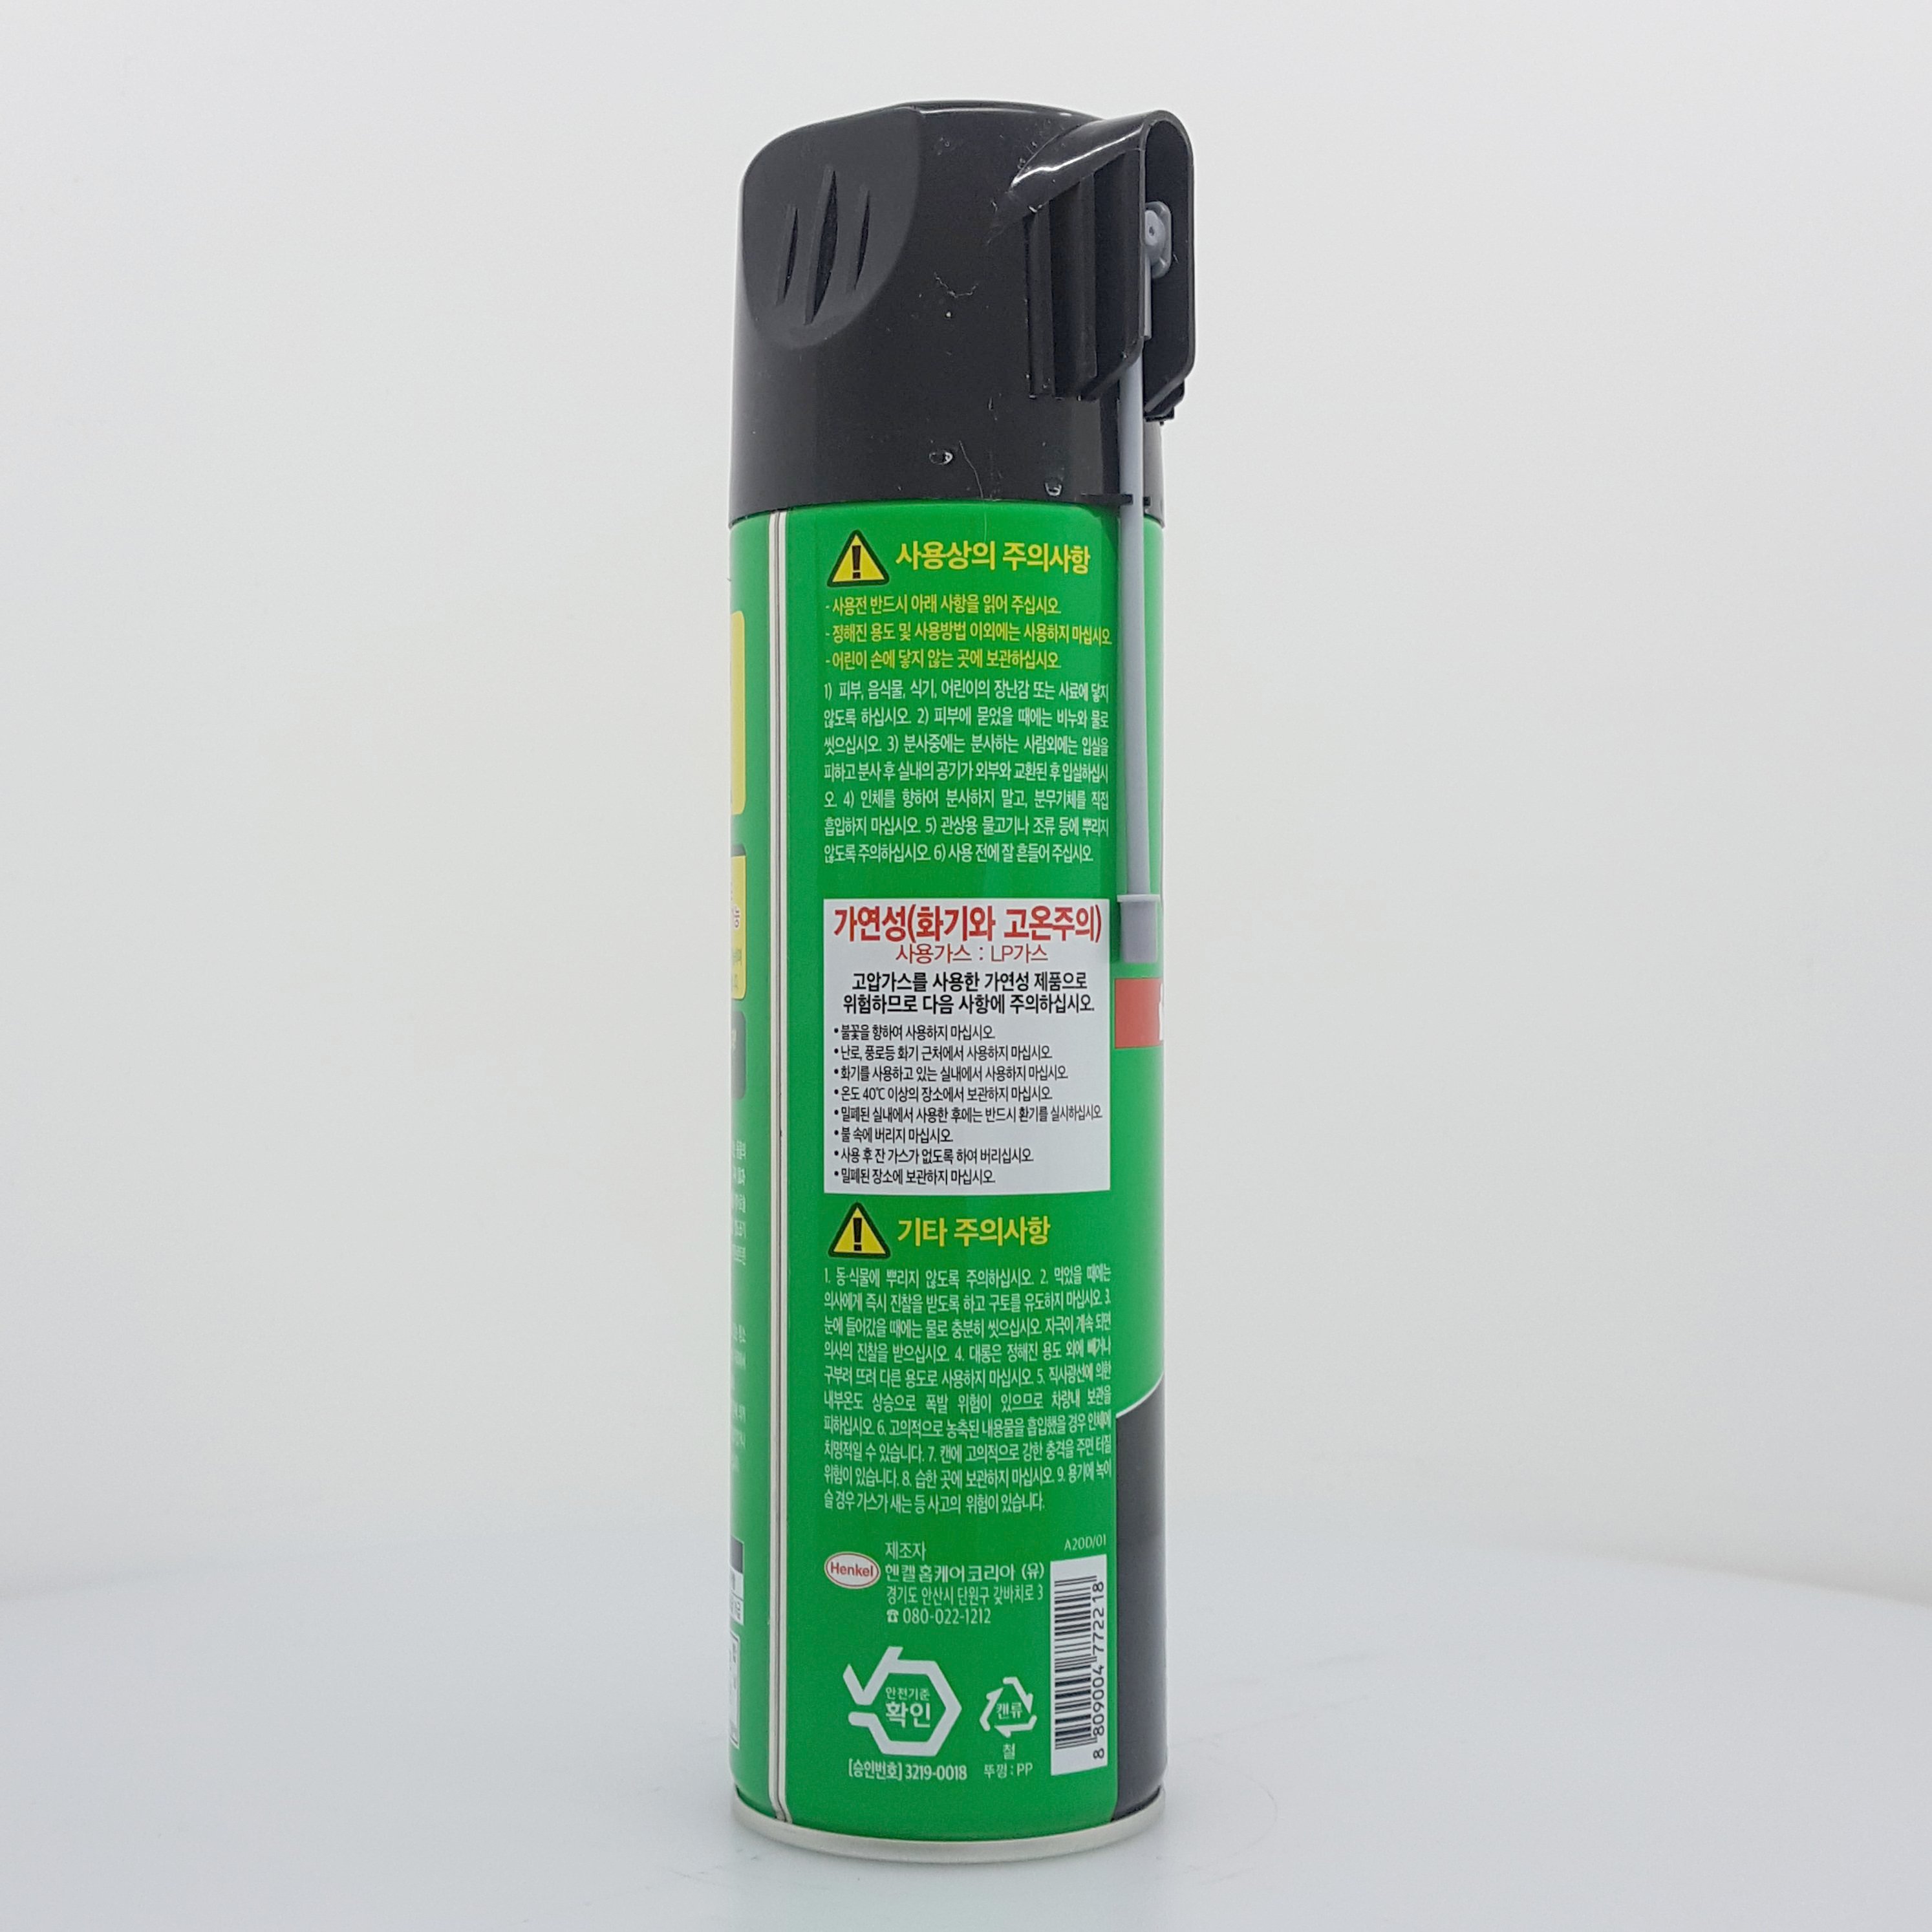 사용상의 주의사항
- 사용전 반드시 아래 사항을 읽어 주십시오.
- 정해진 용도 및 사용방법 이외에는 사용하지 마십시오.
- 어린이 손에 닿지 않는 곳에 보관하십시오.
1) 피부, 음식물, 식기, 어린이의 장난감 또는 사료에 닿지
않도록 하십시오. 2) 피부에 묻었을 때에는 비누와 물로
씻으십시오. 3) 분사중에는 분사하는 사람외에는 입실을
피하고 분사 후 실내의 공기가 외부와 교환된 후 입실하십시
오. 4) 인체를 향하여 분사하지 말고, 분무기체를 직접
흡입하지 마십시오. 5) 관상용 물고기나 조류 등에 뿌리지
않도록 주의하십시오. 6) 사용 전에 잘 흔들어 주십시오.
가연성(화기와 고온주의)
사용가스 : LP가스
고압가스를 사용한 가연성 제품으로
위험하므로 다음 사항에 주의하십시오.
• 불꽃을 향하여 사용하지 마십시오.
• 난로, 풍로등 화기 근처에서 사용하지 마십시오.
• 화기를 사용하고 있는 실내에서 사용하지 마십시오.
• 온도 40℃ 이상의 장소에서 보관하지 마십시오.
• 밀폐된 실내에서 사용한 후에는 반드시 환기를 실시하십시오.
• 불 속에 버리지 마십시오.
• 사용 후 잔 가스가 없도록 하여 버리십시오.
• 밀폐된 장소에 보관하지 마십시오.
기타 주의사항
1. 동·식물에 뿌리지 않도록 주의하십시오. 2. 먹었을 때에는
의사에게 즉시 진찰을 받도록 하고 구토를 유도하지 마십시오. 3.
눈에 들어갔을 때에는 물로 충분히 씻으십시오. 자극이 계속 되면
의사의 진찰을 받으십시오. 4. 대롱은 정해진 용도 외에 빼거나
구부려 뜨려 다른 용도로 사용하지 마십시오. 5. 직사광선에 의한
내부온도 상승으로 폭발 위험이 있으므로 차량내 보관을
피하십시오. 6. 고의적으로 농축된 내용물을 흡입했을 경우 인체에
치명적일 수 있습니다. 7. 캔에 고의적으로 강한 충격을 주면 터질
위험이 있습니다. 8. 습한 곳에 보관하지 마십시오. 9. 용기에 녹이
슬 경우 가스가 새는 등 사고의 위험이 있습니다.
A20D/01
제조자
Henkel 헨켈홈케어코리아 (유)
경기도 안산시 단원구 갖바치로 3
☎ 080-022-1212
안전기준
확인
[승인번호] 3219-0018
캔류
철
뚜껑 : PP
8 809004 772218